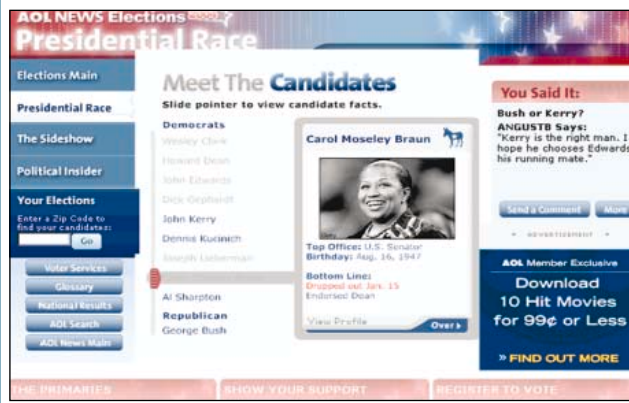 AOL NEWS Elections
Presidential Race
Elections Main
Presidential Race
The Sideshow
Political Insider
Your Elections
Enter a Zip Code to
find your candidates:
Go
Voter Services
Glossary
National Results
AOL Search
AOL News Main
Meet The Candidates
Slide pointer to view candidate facts.
Democrats
Wesley Clark
Howard Dean
John Edwards
Dick Gephardt
John Kerry
Dennis Kucinich
Joseph Lieberman
Al Sharpton
Republican
George Bush
Carol Moseley Braun
Top Office: U.S. Senator
Birthday: Aug. 16, 1947
Bottom Line:
Dropped out Jan. 15
Endorsed Dean
View Profile
Over
You Said It:
Bush or Kerry?
ANGUSTB Says:
"Kerry is the right man. I
hope he chooses Edwards
his running mate."
Send a Comment
More
ADVERTISEMENT
AOL Member Exclusive
Download
10 Hit Movies
for 99¢ or Less
» FIND OUT MORE
THE PRIMARIES
SHOW YOUR SUPPORT
REGISTER TO VOTE